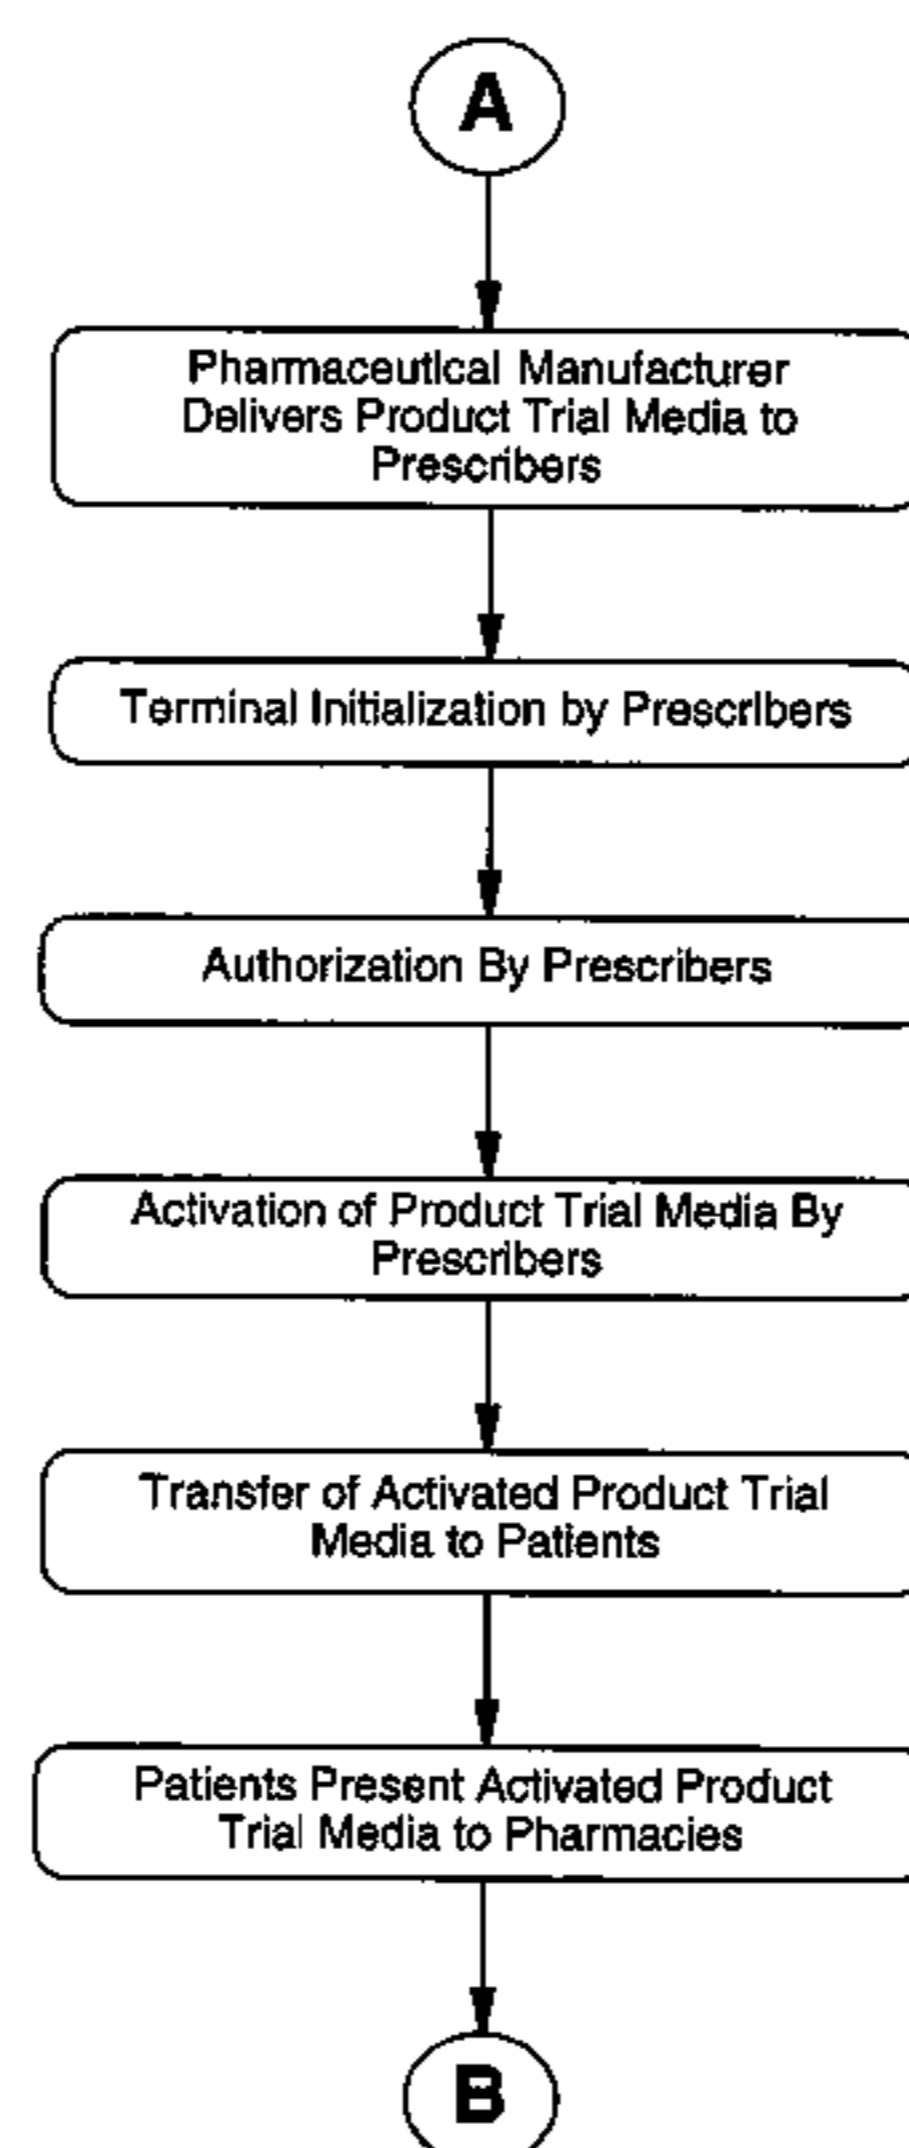 A
Pharmaceutical Manufacturer
Delivers Product Trial Media to
Prescribers
Terminal Initialization by Prescribers
Authorization By Prescribers
Activation of Product Trial Media By
Prescribers
Transfer of Activated Product Trial
Media to Patients
Patients Present Activated Product
Trial Media to Pharmacies
B